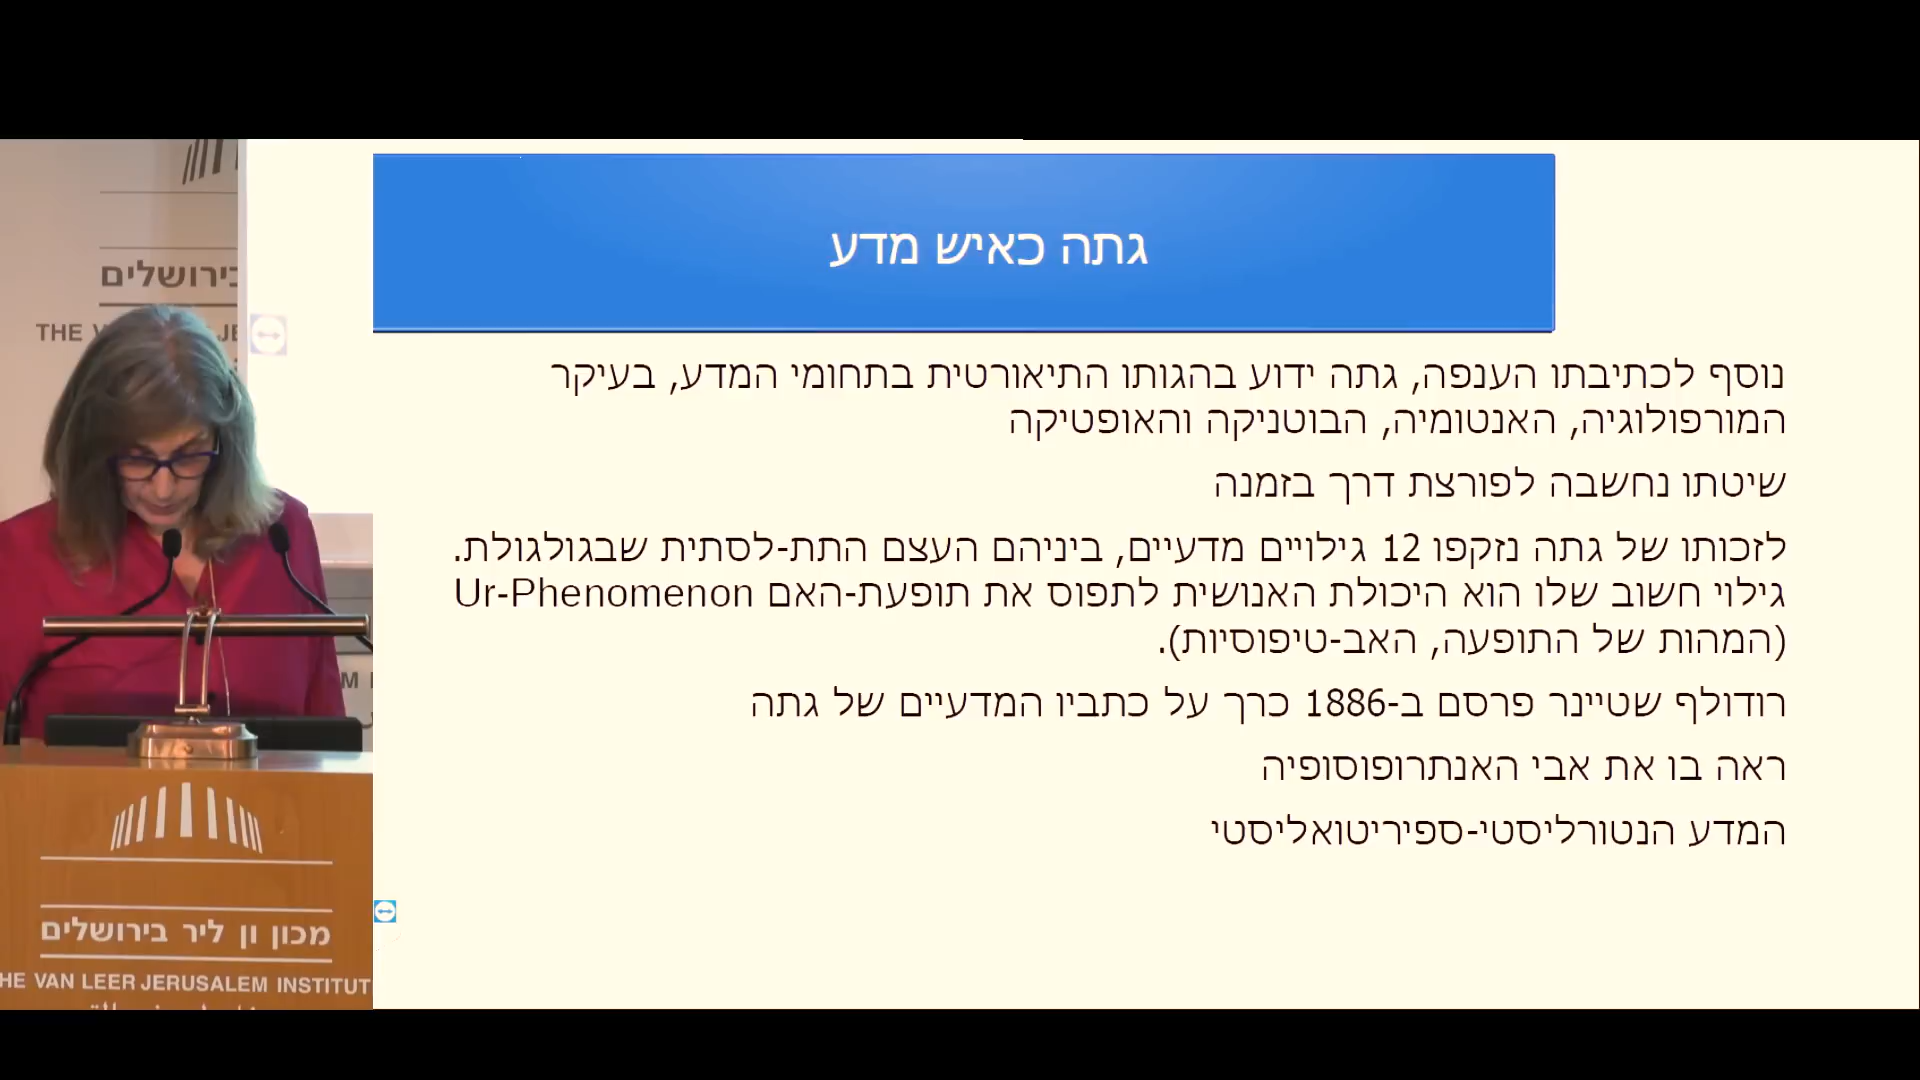 גתה כאיש מדע
נוסף לכתיבתו הענפה, גתה ידוע בהגותו התיאורטית בתחומי המדע, בעיקר
המורפולוגיה, האנטומיה, הבוטניקה והאופטיקה
שיטתו נחשבה לפורצת דרך בזמנה
לזכותו של גתה נזקפו 12 גילויים מדעיים, ביניהם העצם התת-לסתית שבגולגולת.
גילוי חשוב שלו הוא היכולת האנושית לתפוס את תופעת-האם Ur-Phenomenon
(המהות של התופעה, האב-טיפוסיות).
רודולף שטיינר פרסם ב-1886 כרך על כתביו המדעיים של גתה
ראה בו את אבי האנתרופוסופיה
המדע הנטורליסטי-ספיריטואליסטי
בירושלים
THE
מכון ון ליר בירושלים
HE VAN LEER JERUSALEM INSTITUT